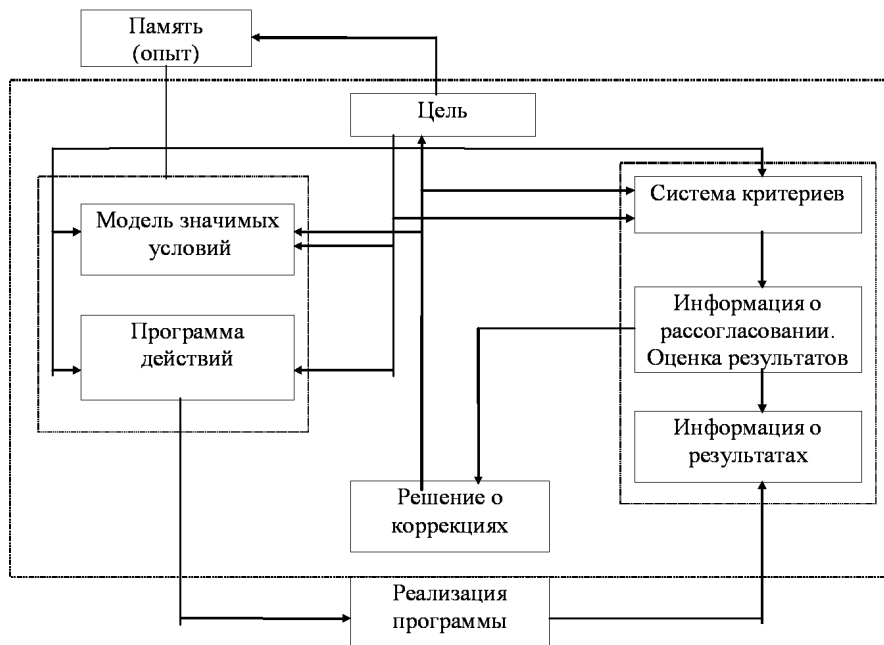 Память
(опыт)
Цель
Система критериев
Модель значимых
условий
Информация о
рассогласовании.
Оценка результатов
Программа
действий
Информация о
результатах
Решение о
коррекциях
Реализация
программы